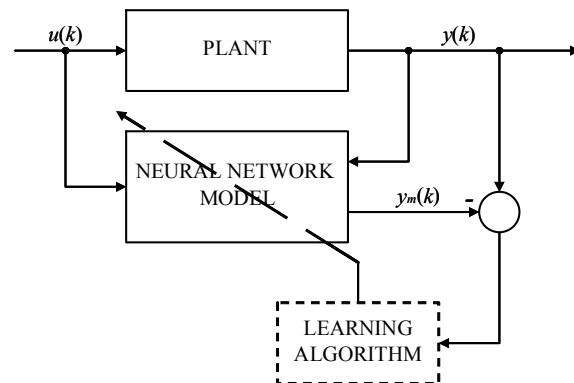 u(k)
PLANT
y(k)
NEURAL NETWORK
MODEL
ym(k)
-
LEARNING
ALGORITHM